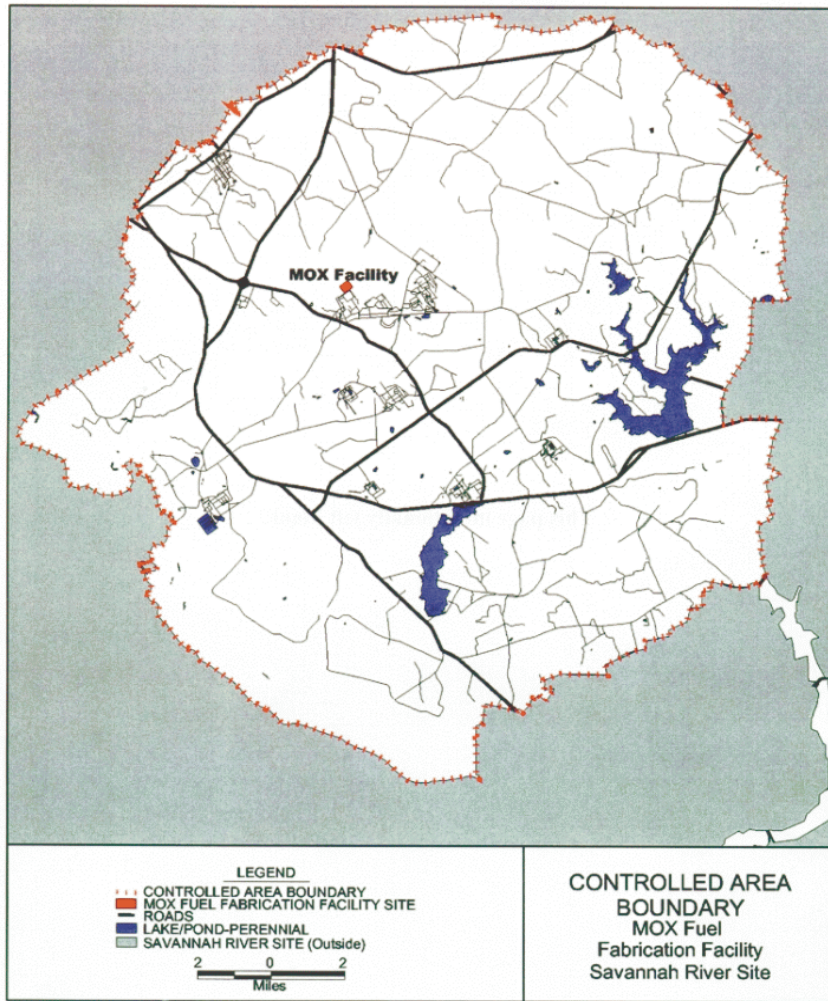 MOX Facility
LEGEND
CONTROLLED AREA BOUNDARY
MOX FUEL FABRICATION FACILITY SITE
ROADS
LAKE/POND-PERENNIAL
SAVANNAH RIVER SITE (Outside)
2 0 2
Miles
CONTROLLED AREA
BOUNDARY
MOX Fuel
Fabrication Facility
Savannah River Site